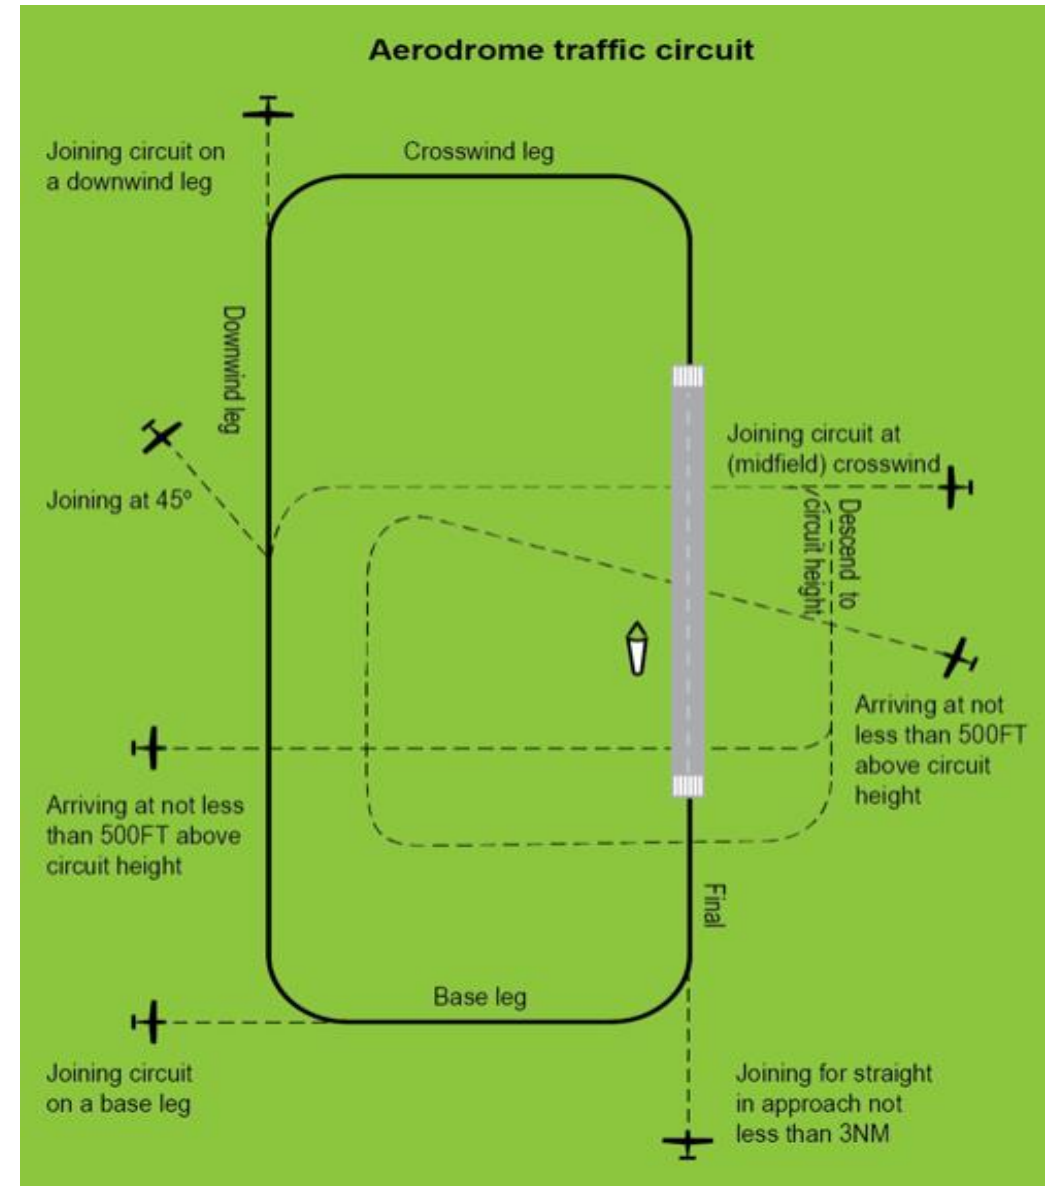 Aerodrome traffic circuit
Joining circuit on
a downwind leg
Crosswind leg
Downwind leg
Joining at 45º
Joining circuit at
(midfield) crosswind
Descend to
circuit height
Arriving at not
less than 500FT
above circuit
height
Arriving at not less
than 500FT above
circuit height
Final
Base leg
Joining circuit
on a base leg
Joining for straight
in approach not
less than 3NM